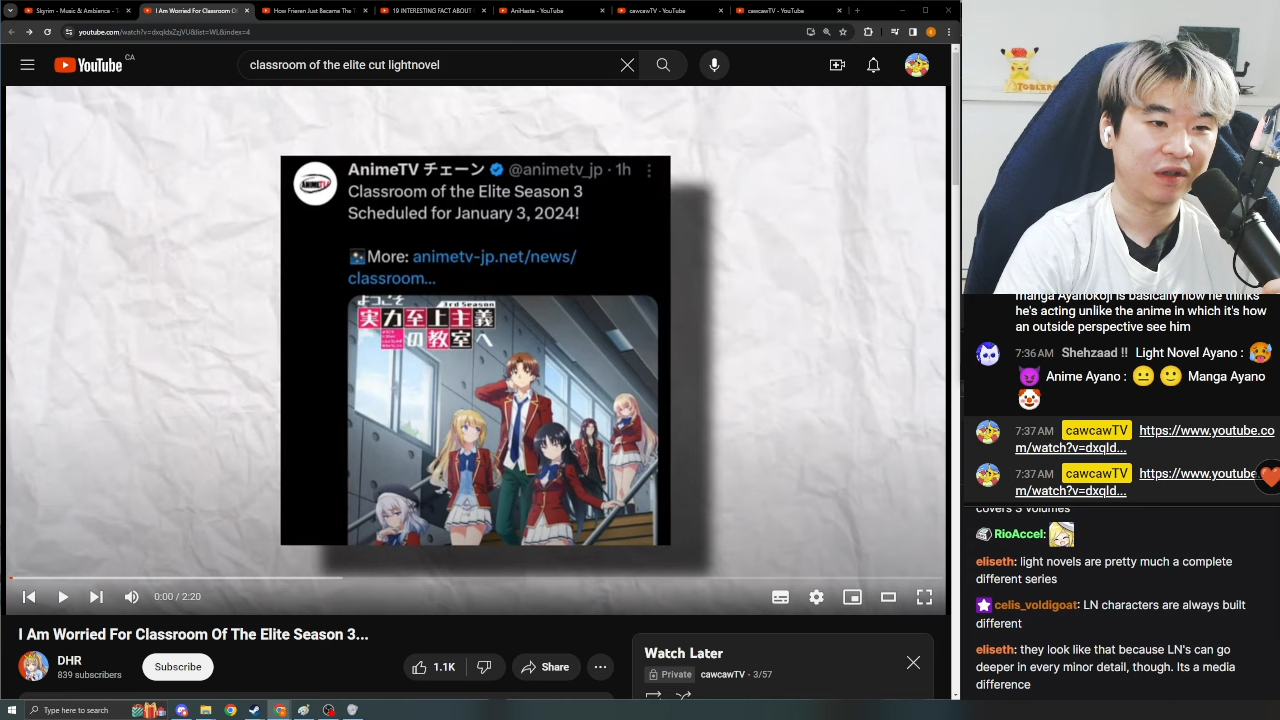 Skyrim - Music & Ambience - T
I Am Worried For Classroom Of
How Frieren Just Became The T
19 INTERESTING FACT ABOUT
AniHaste - YouTube
cawcawTV - YouTube
cawcawTV - YouTube
youtube.com/watch?v=dxqIdxZzjVU&list=WL&index=4
YouTube CA
classroom of the elite cut lightnovel
AnimeTV チェーン @animetv_jp · 1h
Classroom of the Elite Season 3
Scheduled for January 3, 2024!
More: animetv-jp.net/news/
classroom...
ようこそ 3rd Season
実力至上主義
の教室へ
0:00 / 2:20
I Am Worried For Classroom Of The Elite Season 3...
DHR
839 subscribers
Subscribe
1.1K
Share
Watch Later
Private cawcawTV - 3/57
Type here to search
TOBLER
manga Ayanokoji is basically how he thinks
he's acting unlike the anime in which it's how
an outside perspective see him
7:36 AM Shehzaad !! Light Novel Ayano : 🥵
😈 Anime Ayano : 😐 🙂 Manga Ayano
🤡
7:37 AM cawcawTV https://www.youtube.co
m/watch?v=dxqId...
7:37 AM cawcawTV https://www.youtube
m/watch?v=dxqId...
covers 3 volumes
RioAccel:
eliseth: light novels are pretty much a complete
different series
celis_voldigoat: LN characters are always built
different
eliseth: they look like that because LN's can go
deeper in every minor detail, though. Its a media
difference